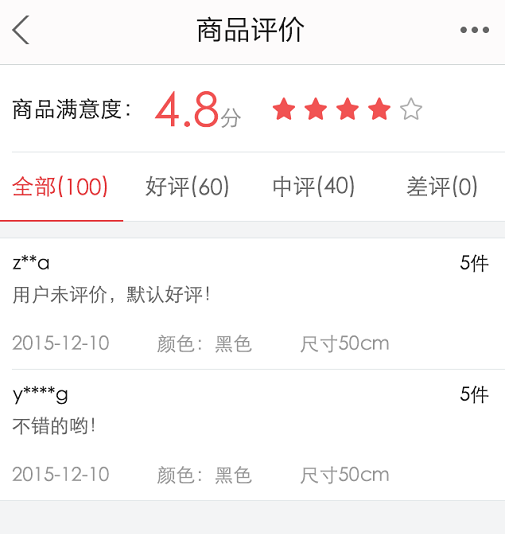 商品评价
商品满意度： 4.8分
全部(100) 好评(60) 中评(40) 差评(0)
z**a 5件
用户未评价，默认好评！
2015-12-10 颜色：黑色 尺寸50cm
y****g 5件
不错的哟！
2015-12-10 颜色：黑色 尺寸50cm